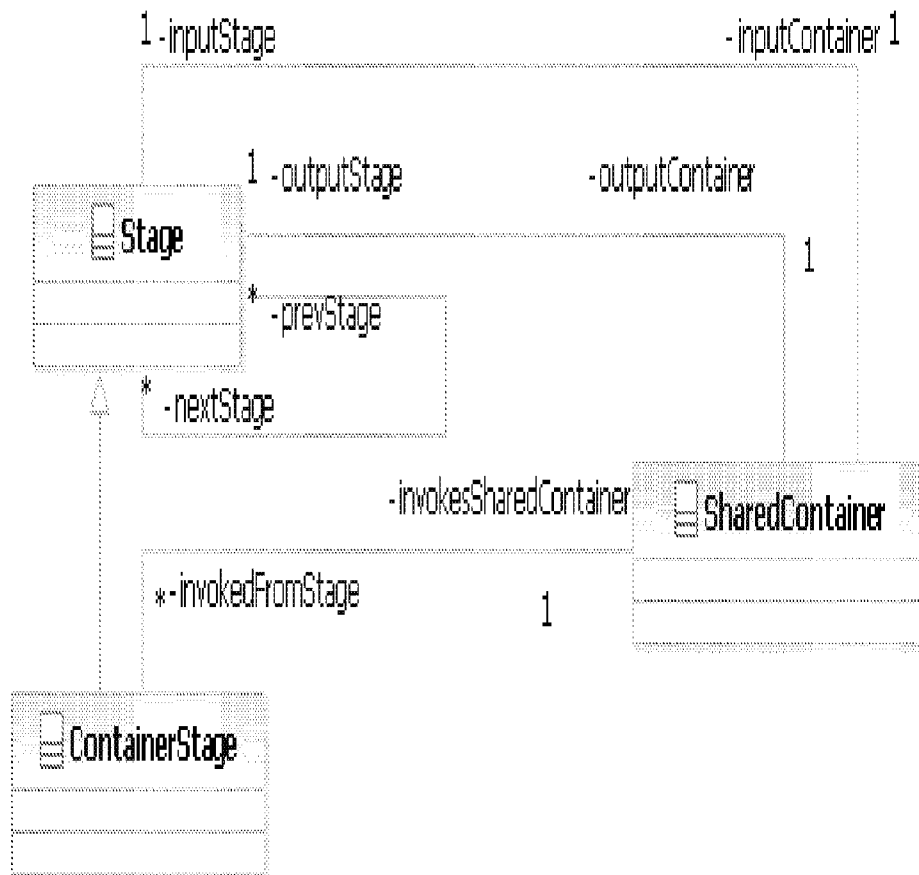 1 -inputStage -inputContainer 1
1 -outputStage -outputContainer
Stage
1
* -prevStage
* -nextStage
-invokesSharedContainer
SharedContainer
*-invokedFromStage
1
ContainerStage